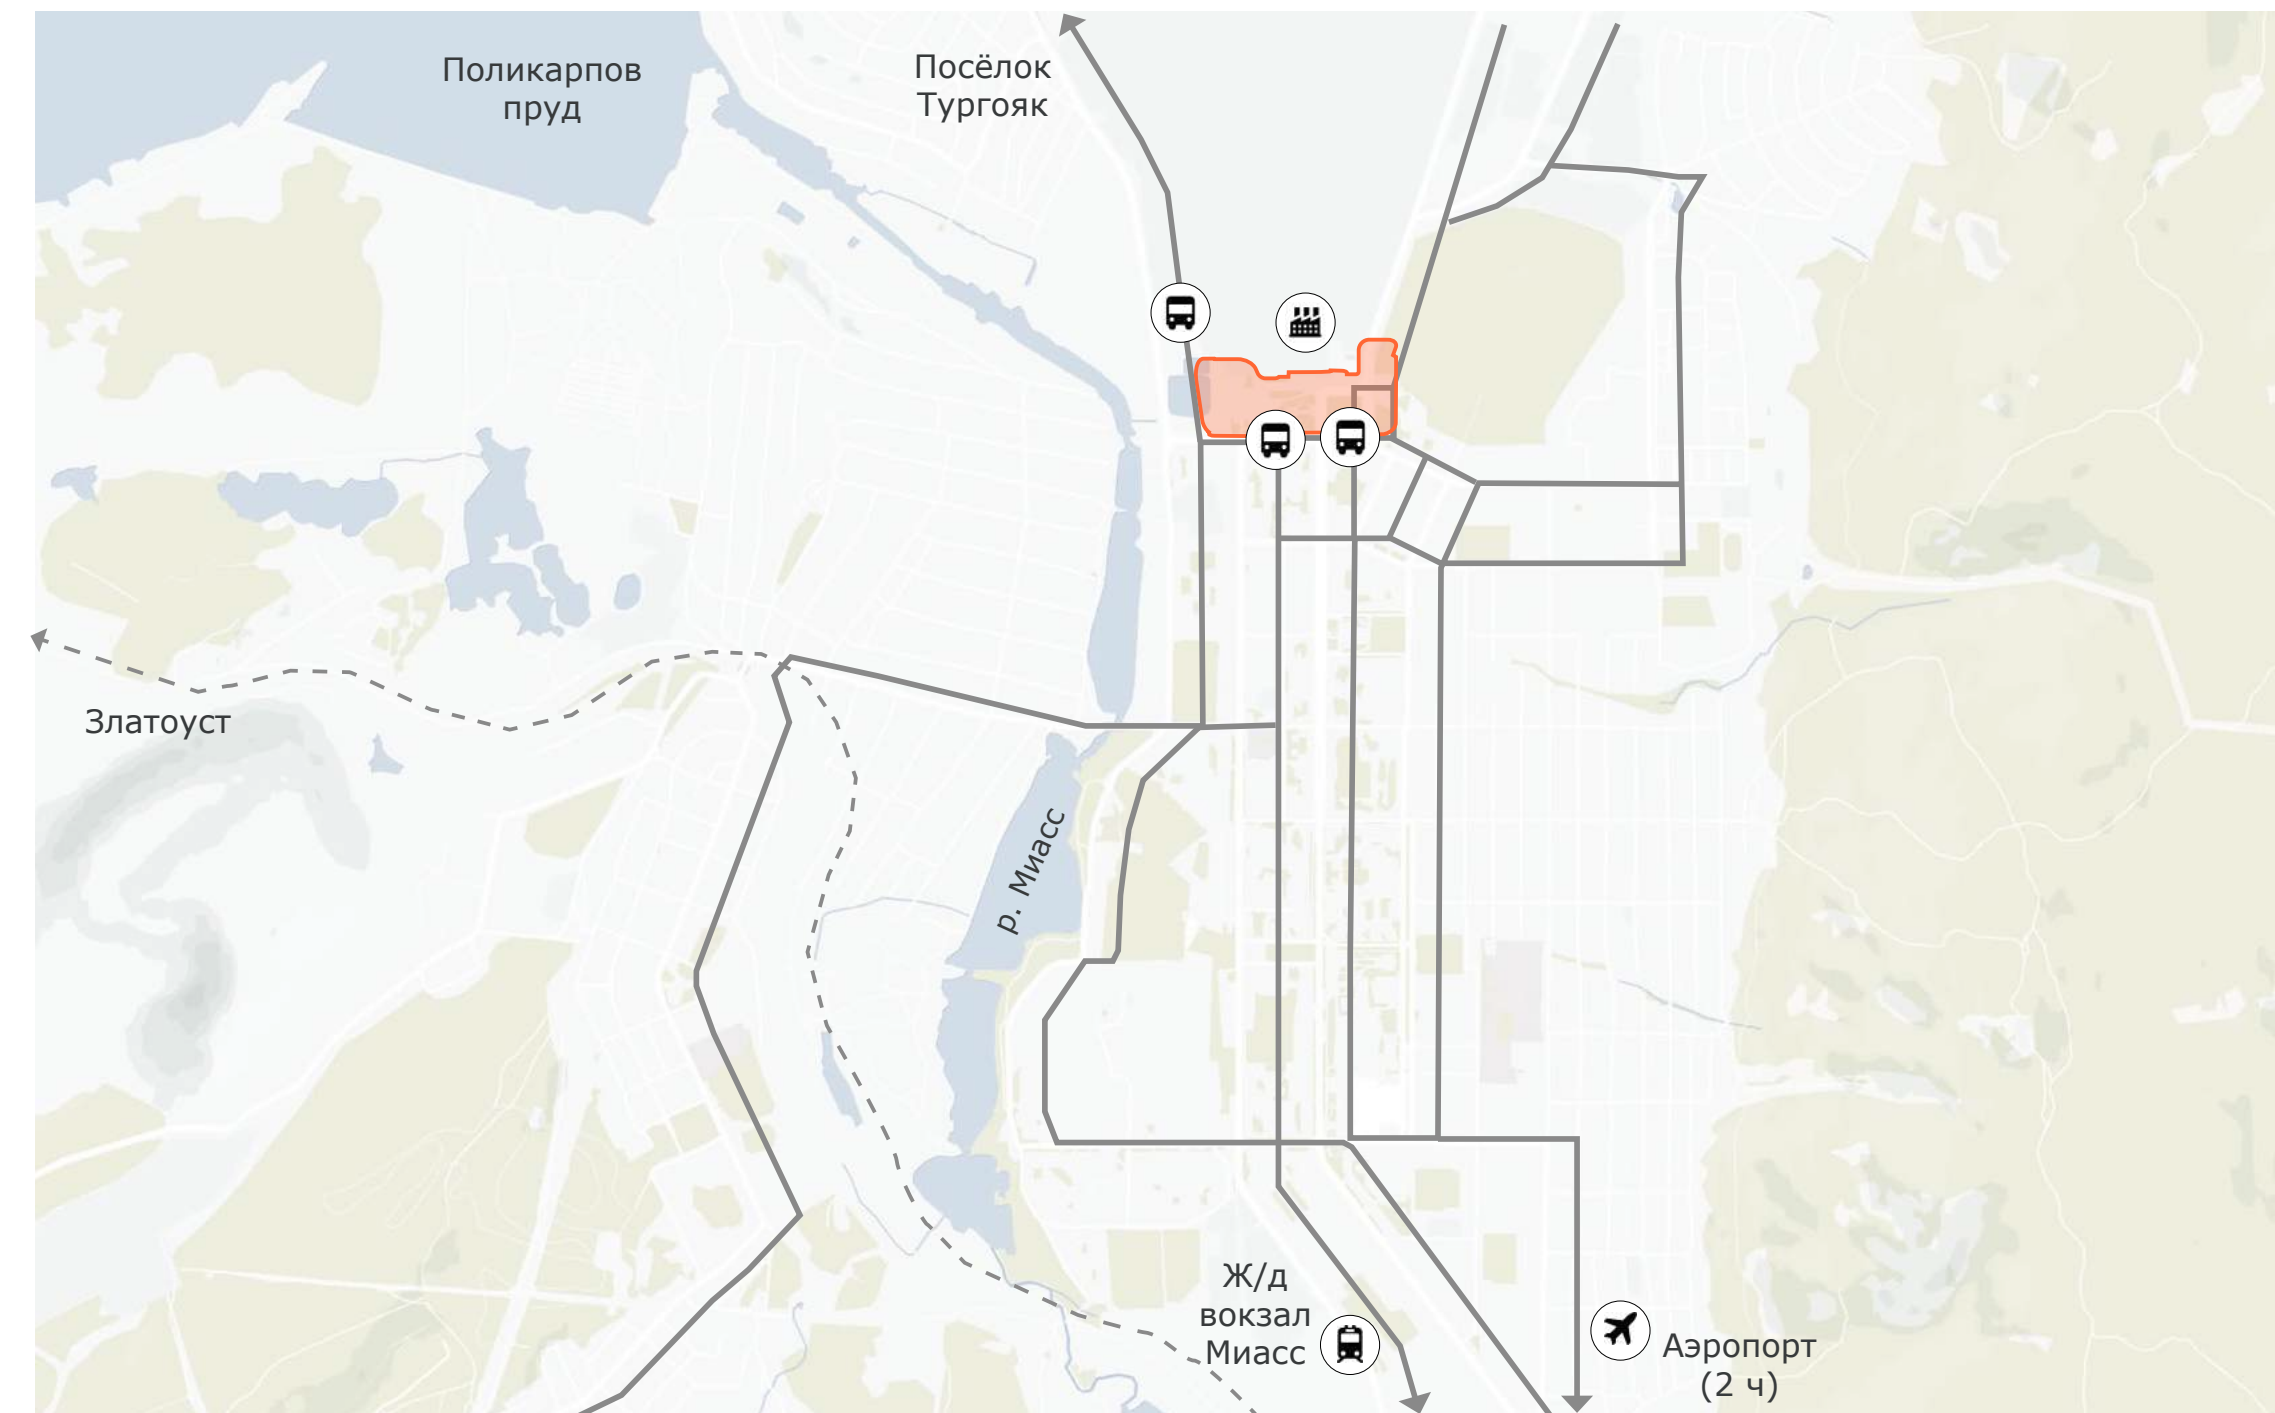 Поликарпов
пруд
Посёлок
Тургояк
Златоуст
р. Миасс
Ж/д
вокзал
Миасс
Аэропорт
(2 ч)